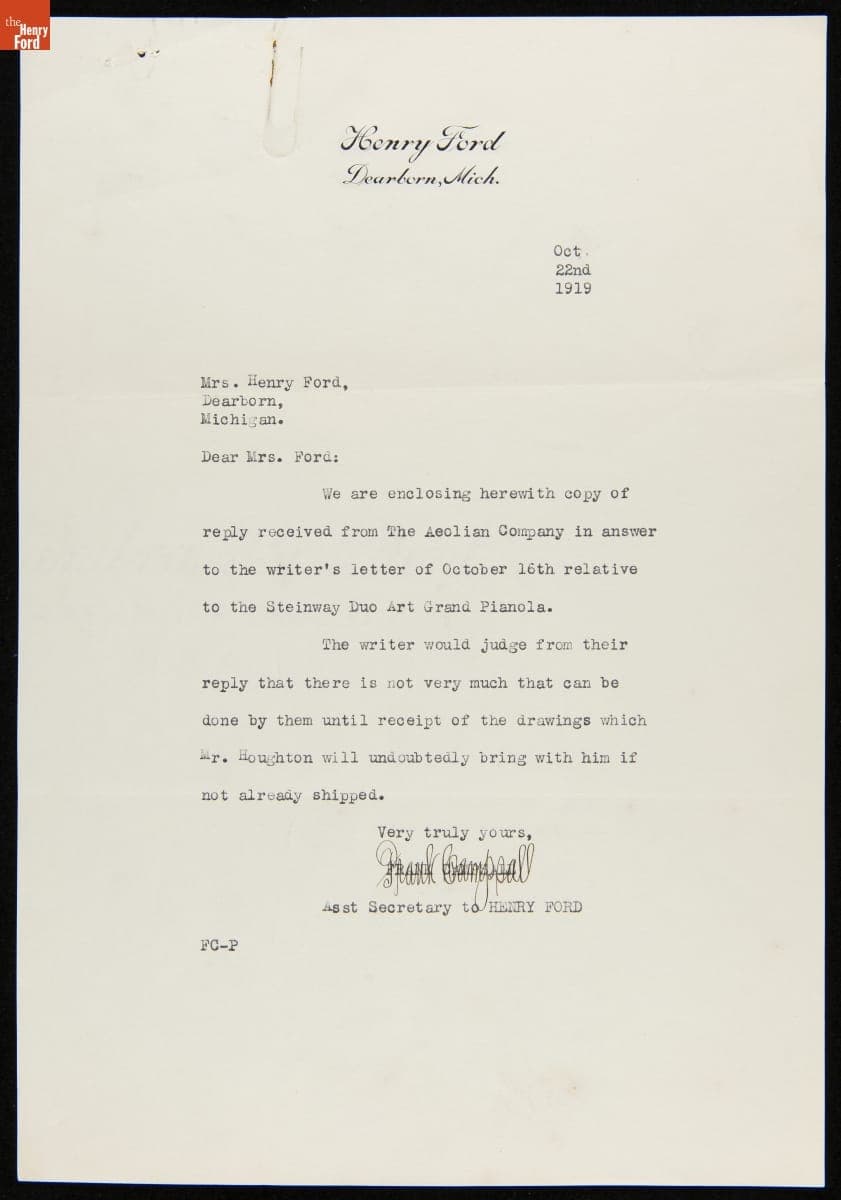 the
Henry
Ford
Henry Ford
Dearborn, Mich.
Oct.
22nd
1919
Mrs. Henry Ford,
Dearborn,
Michigan.
Dear Mrs. Ford:
We are enclosing herewith copy of
reply received from The Aeolian Company in answer
to the writer's letter of October 16th relative
to the Steinway Duo Art Grand Pianola.
The writer would judge from their
reply that there is not very much that can be
done by them until receipt of the drawings which
Mr. Houghton will undoubtedly bring with him if
not already shipped.
Very truly yours,
Frank Campsall
Asst Secretary to HENRY FORD
FC-P